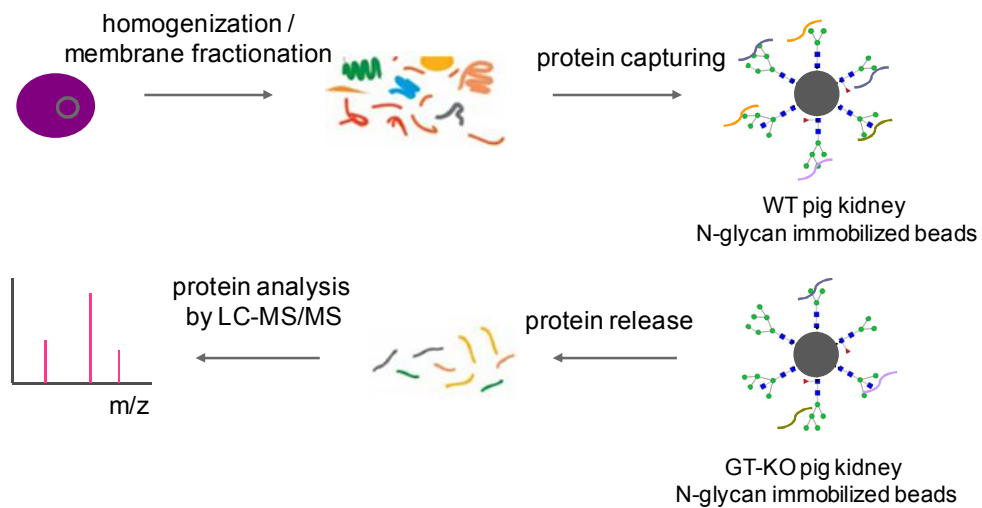 homogenization /
membrane fractionation
protein capturing
WT pig kidney
N-glycan immobilized beads
protein analysis
by LC-MS/MS
protein release
m/z
GT-KO pig kidney
N-glycan immobilized beads